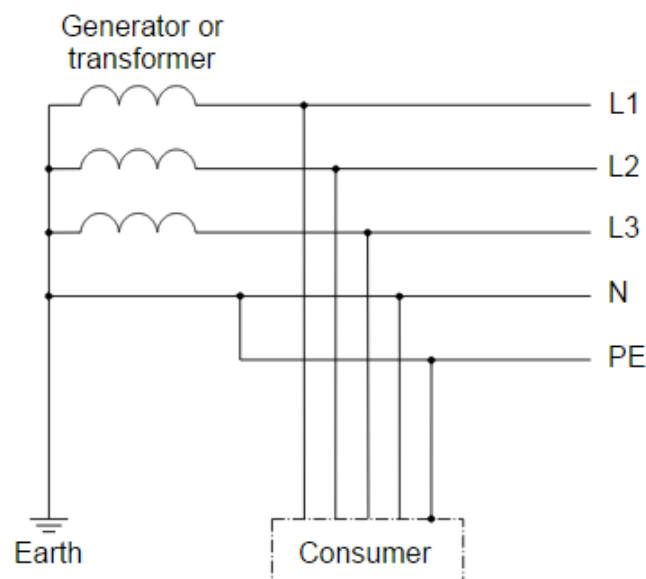 Generator or
transformer
L1
L2
L3
N
PE
Earth
Consumer